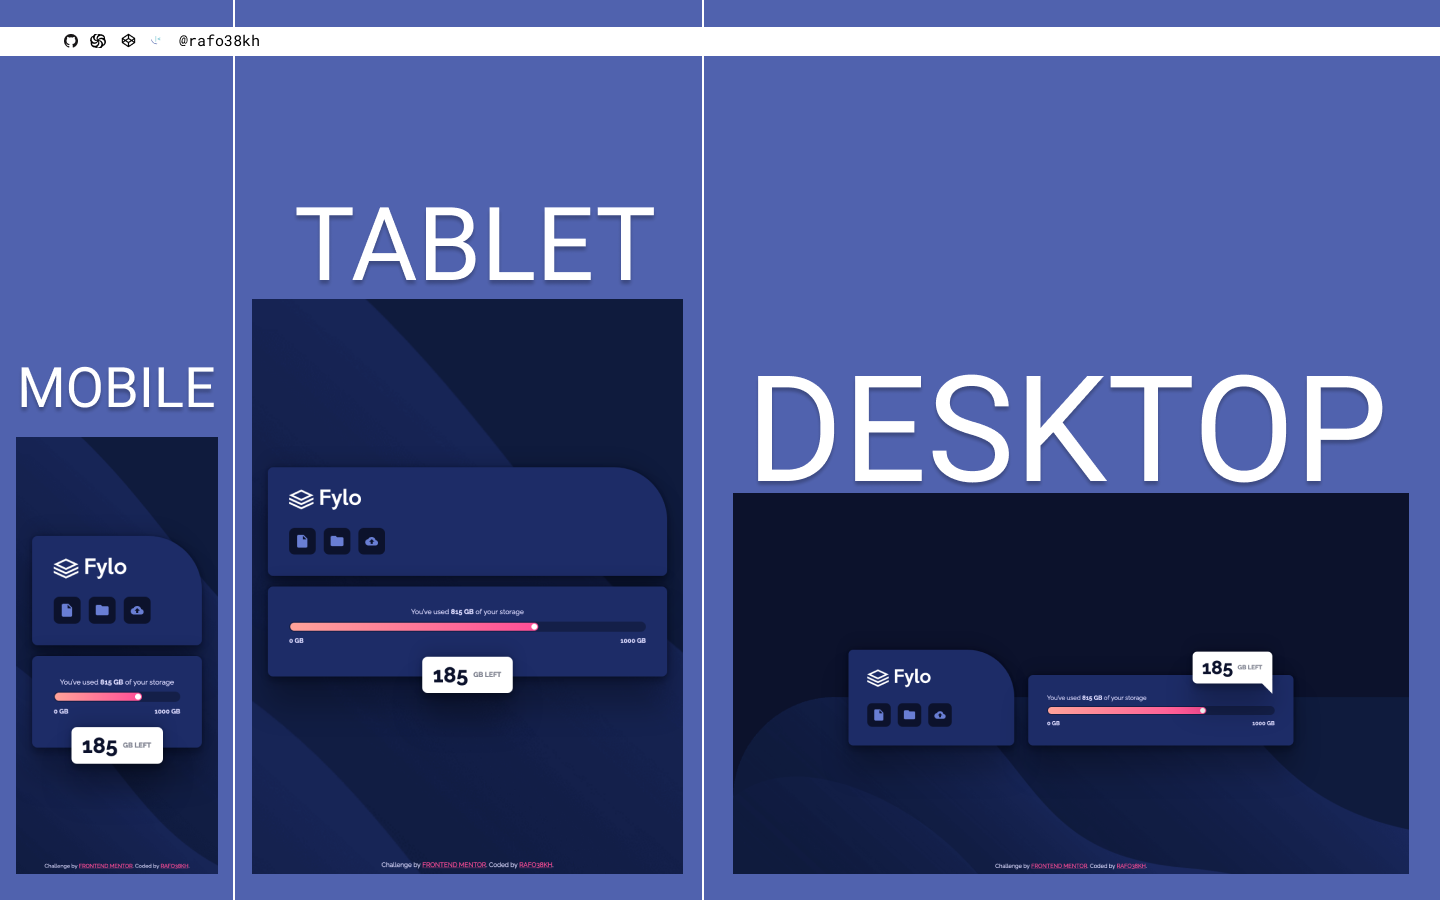 @rafo38kh
MOBILE
Fylo
You've used 815 GB of your storage
0 GB 1000 GB
185 GB LEFT
Challenge by FRONTEND MENTOR. Coded by RAFO38KH.
TABLET
Fylo
You've used 815 GB of your storage
0 GB 1000 GB
185 GB LEFT
Challenge by FRONTEND MENTOR. Coded by RAFO38KH.
DESKTOP
Fylo
185 GB LEFT
You've used 815 GB of your storage
0 GB 1000 GB
Challenge by FRONTEND MENTOR. Coded by RAFO38KH.